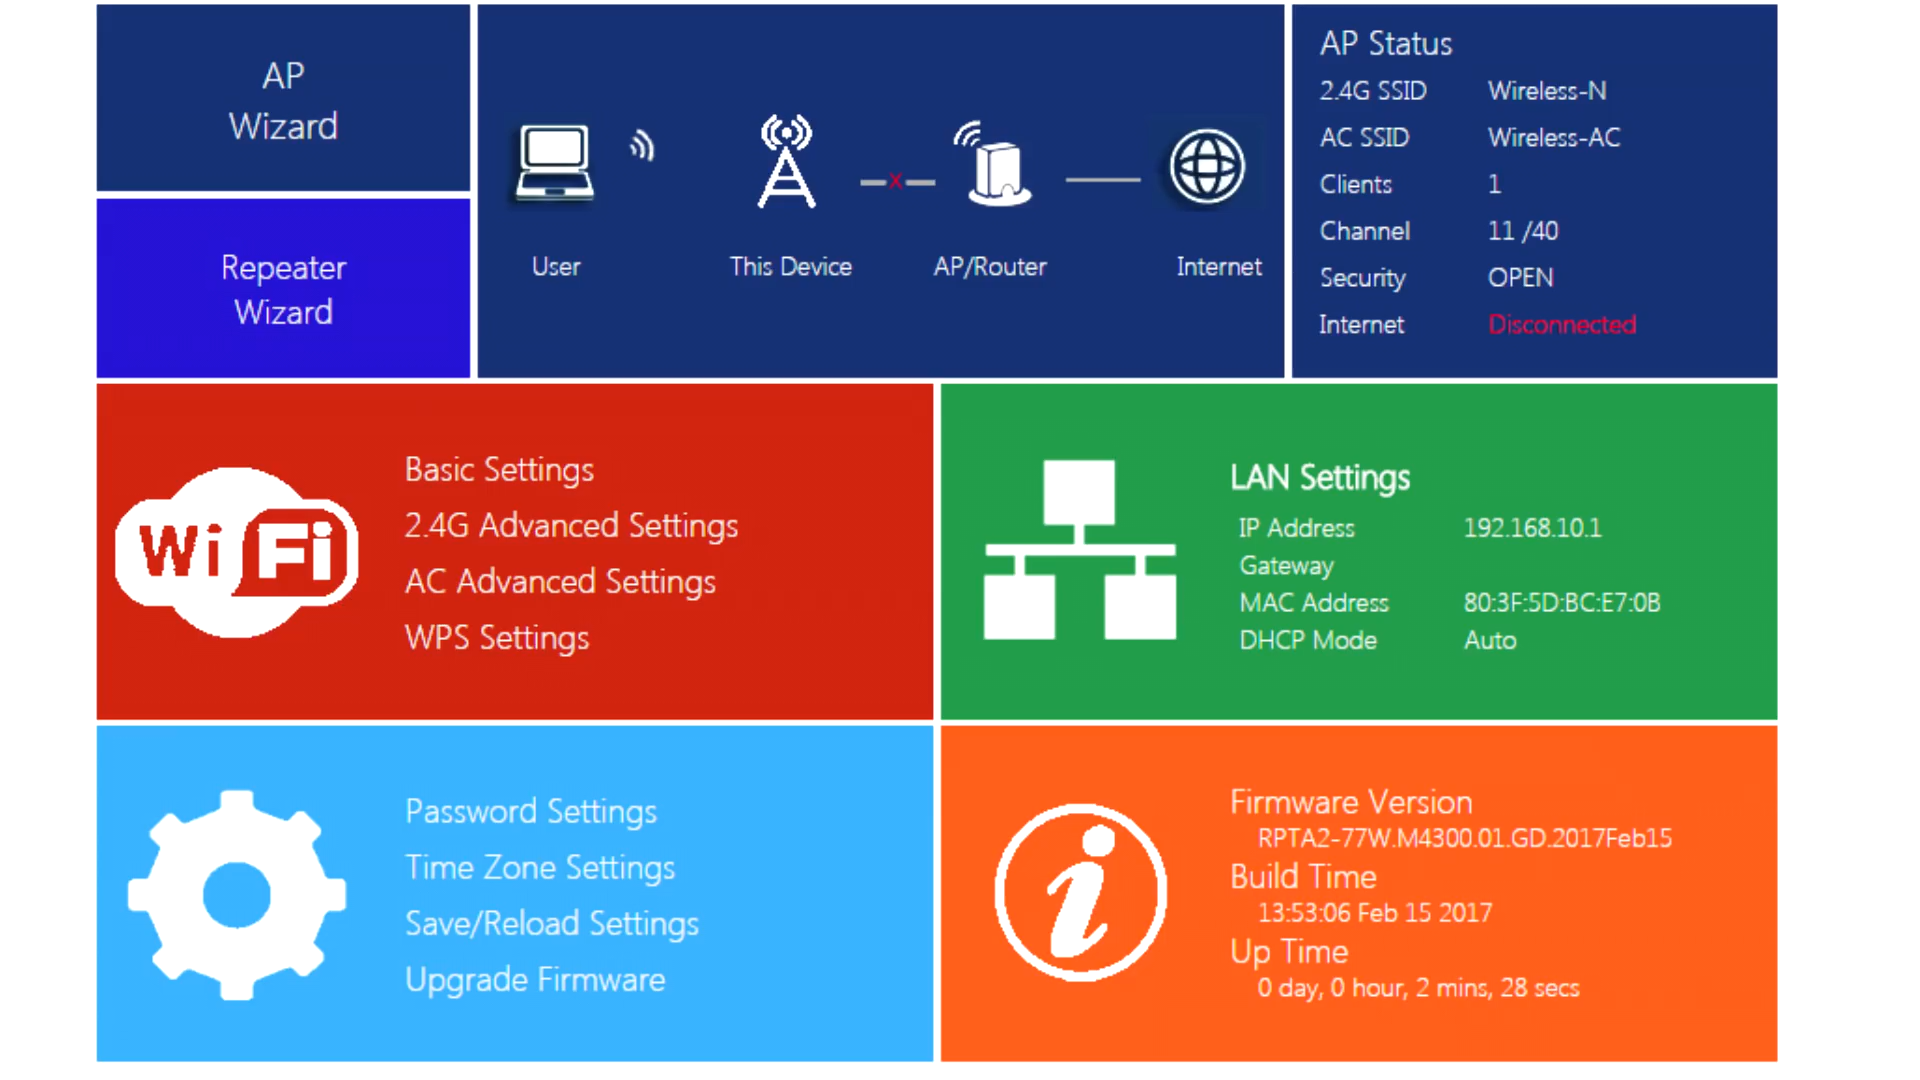 AP
Wizard
Repeater
Wizard
User
This Device
X
AP/Router
Internet
AP Status
2.4G SSID Wireless-N
AC SSID Wireless-AC
Clients 1
Channel 11 /40
Security OPEN
Internet Disconnected
WiFi
Basic Settings
2.4G Advanced Settings
AC Advanced Settings
WPS Settings
LAN Settings
IP Address 192.168.10.1
Gateway
MAC Address 80:3F:5D:BC:E7:0B
DHCP Mode Auto
Password Settings
Time Zone Settings
Save/Reload Settings
Upgrade Firmware
i
Firmware Version
RPTA2-77W.M4300.01.GD.2017Feb15
Build Time
13:53:06 Feb 15 2017
Up Time
0 day, 0 hour, 2 mins, 28 secs